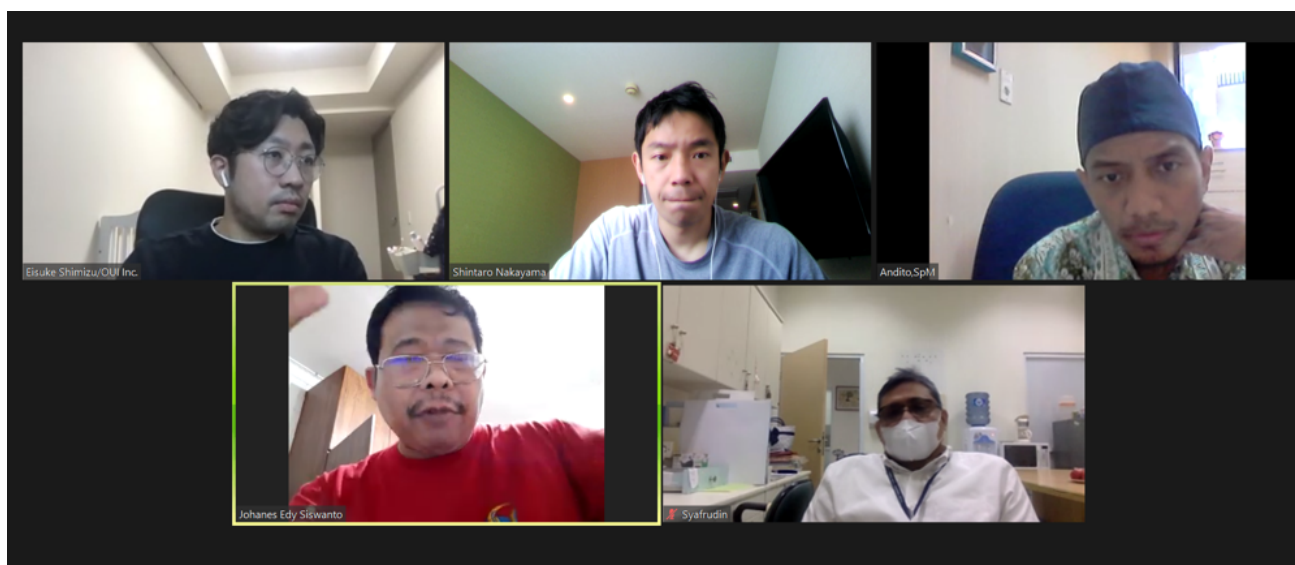 Eisuke Shimizu/OUI Inc.
Shintaro Nakayama
Andito,SpM
Johanes Edy Siswanto
Syafrudin